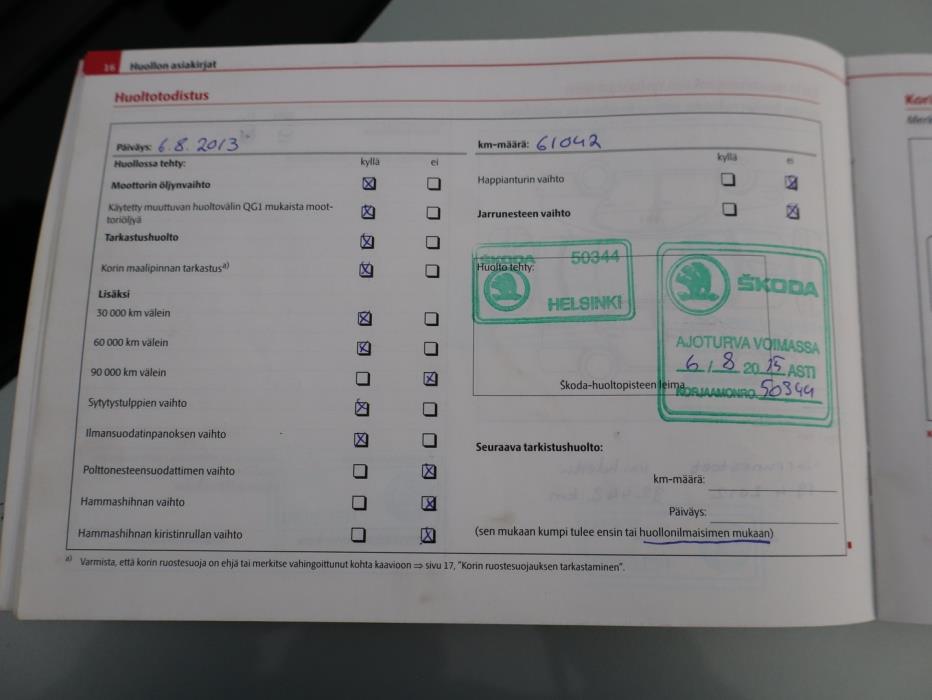 16 Huollon asiakirjat
Huoltotodistus
Päiväys: 6.8.2013
Huollossa tehty: kyllä ei
Moottorin öljynvaihto
Käytetty muuttuvan huoltovälin QG1 mukaista moot-
toriöljyä
Tarkastushuolto
Korin maalipinnan tarkastusa)
Lisäksi
30 000 km välein
60 000 km välein
90 000 km välein
Sytytystulppien vaihto
Ilmansuodatinpanoksen vaihto
Polttonesteensuodattimen vaihto
Hammashihnan vaihto
Hammashihnan kiristinrullan vaihto
km-määrä: 61042
kyllä ei
Happianturin vaihto
Jarrunesteen vaihto
Huolto tehty:
ŠKODA 50344
HELSINKI
ŠKODA
AJOTURVA VOIMASSA
6 / 8 2015 ASTI
KORJAAMONRO. 50344
Škoda-huoltopisteen leima
Seuraava tarkistushuolto:
km-määrä:
Päiväys:
(sen mukaan kumpi tulee ensin tai huollonilmaisimen mukaan)
a) Varmista, että korin ruostesuoja on ehjä tai merkitse vahingoittunut kohta kaavioon ⇒ sivu 17, "Korin ruostesuojauksen tarkastaminen".